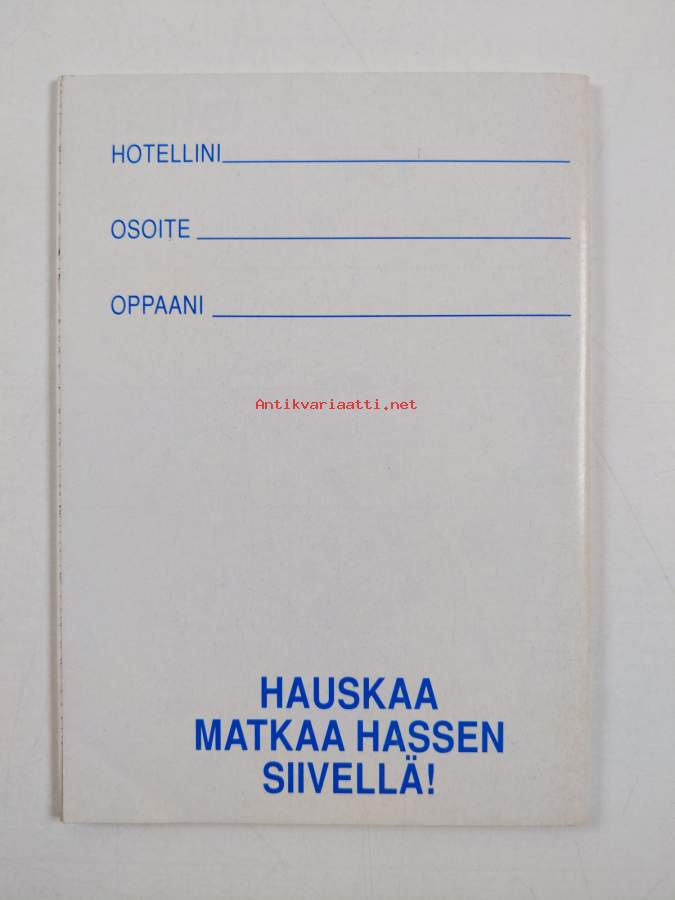 HOTELLINI
OSOITE
OPPAANI
Antikvariaatti.net
HAUSKAA
MATKAA HASSEN
SIIVELLÄ!